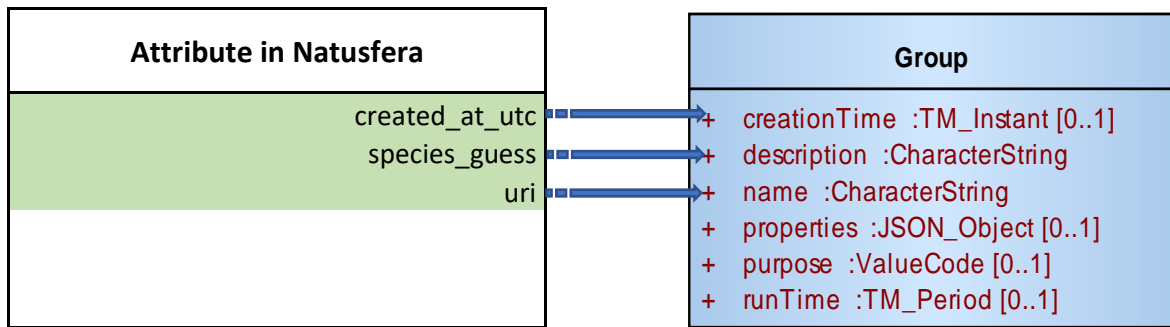 Attribute in Natusfera
created_at_utc
species_guess
uri
Group
+ creationTime :TM_Instant [0..1]
+ description :CharacterString
+ name :CharacterString
+ properties :JSON_Object [0..1]
+ purpose :ValueCode [0..1]
+ runTime :TM_Period [0..1]